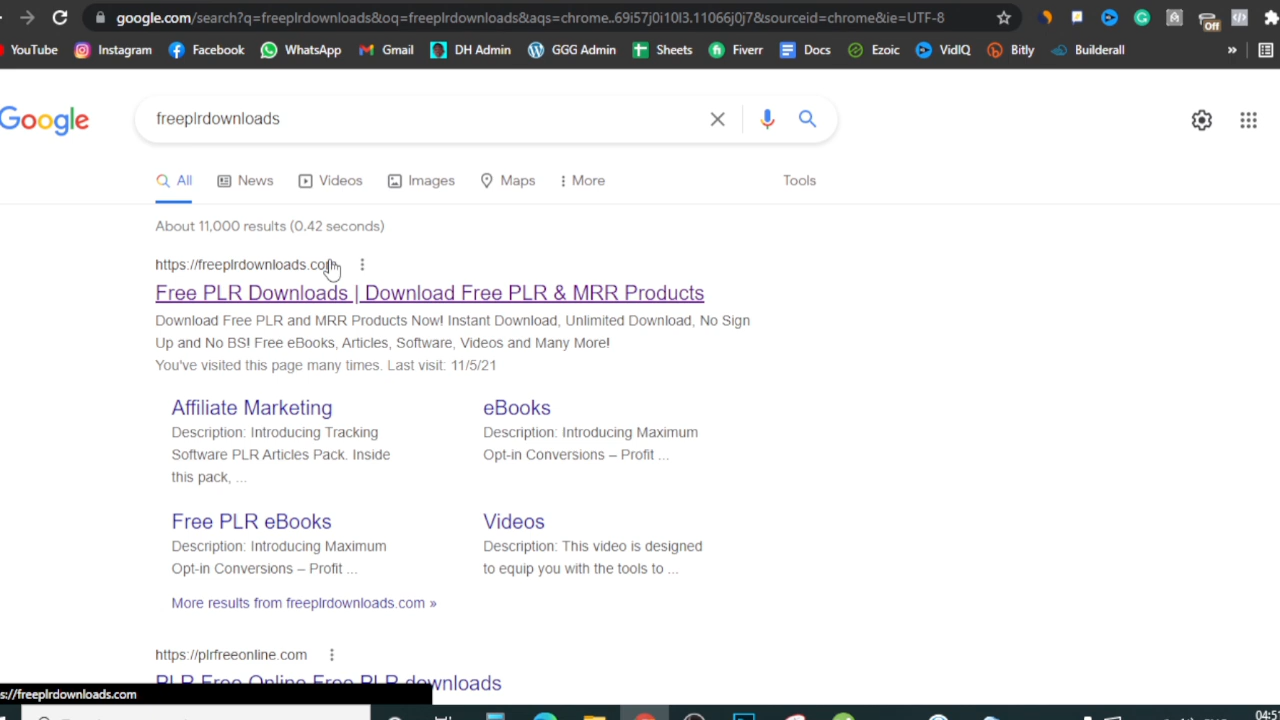 google.com/search?q=freeplrdownloads&oq=freeplrdownloads&aqs=chrome..69i57j0i10l3.11066j0j7&sourceid=chrome&ie=UTF-8
Off
YouTube Instagram Facebook WhatsApp Gmail DH Admin GGG Admin Sheets Fiverr Docs Ezoic VidIQ Bitly Builderall »
Google
freeplrdownloads
All News Videos Images Maps More Tools
About 11,000 results (0.42 seconds)
https://freeplrdownloads.com
Free PLR Downloads | Download Free PLR & MRR Products
Download Free PLR and MRR Products Now! Instant Download, Unlimited Download, No Sign
Up and No BS! Free eBooks, Articles, Software, Videos and Many More!
You've visited this page many times. Last visit: 11/5/21
Affiliate Marketing
Description: Introducing Tracking
Software PLR Articles Pack. Inside
this pack, ...
eBooks
Description: Introducing Maximum
Opt-in Conversions – Profit ...
Free PLR eBooks
Description: Introducing Maximum
Opt-in Conversions – Profit ...
Videos
Description: This video is designed
to equip you with the tools to ...
More results from freeplrdownloads.com »
https://plrfreeonline.com
PLR Free Online Free PLR downloads
s://freeplrdownloads.com